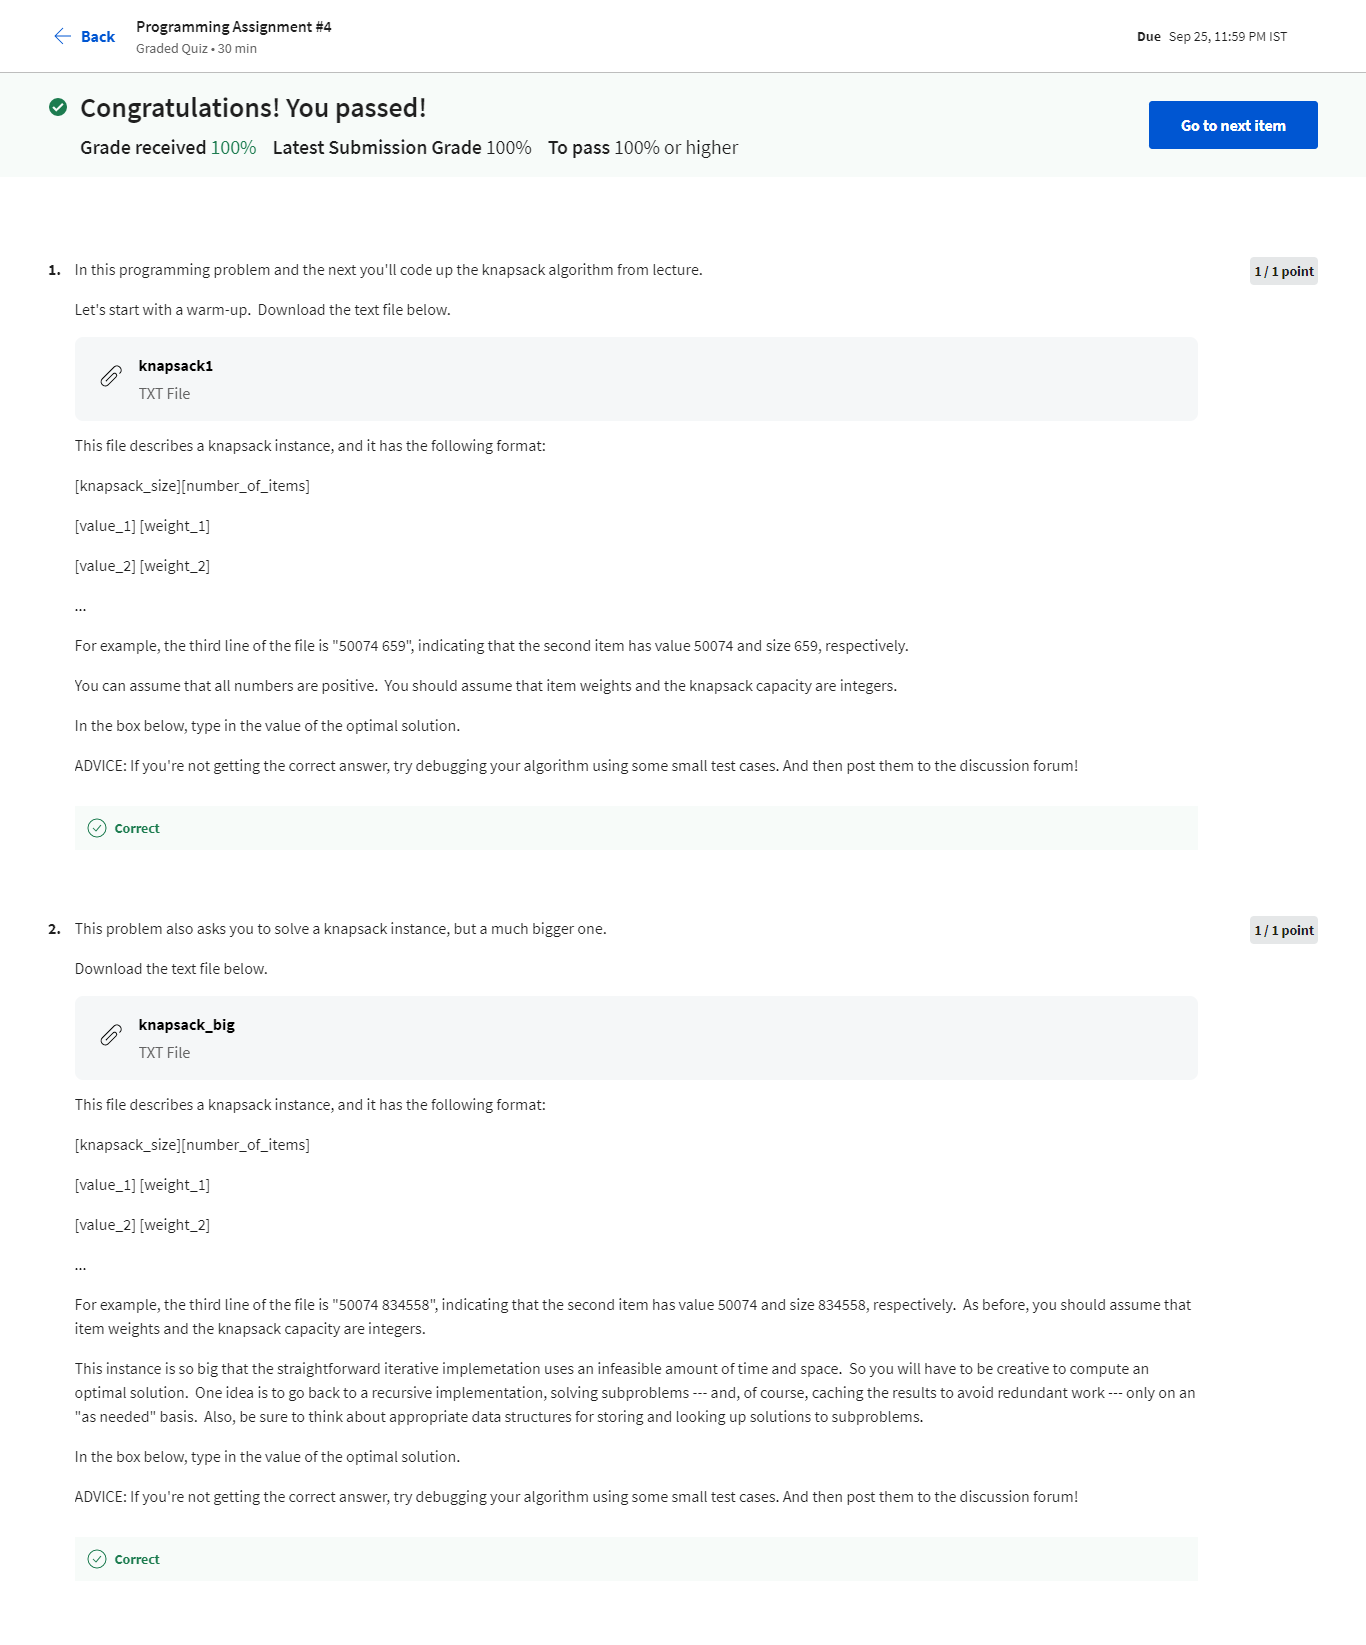 Back
Programming Assignment #4
Graded Quiz • 30 min
Due Sep 25, 11:59 PM IST
Congratulations! You passed!
Grade received 100% Latest Submission Grade 100% To pass 100% or higher
Go to next item
1. In this programming problem and the next you'll code up the knapsack algorithm from lecture.
1 / 1 point
Let's start with a warm-up. Download the text file below.
knapsack1
TXT File
This file describes a knapsack instance, and it has the following format:
[knapsack_size][number_of_items]
[value_1] [weight_1]
[value_2] [weight_2]
...
For example, the third line of the file is "50074 659", indicating that the second item has value 50074 and size 659, respectively.
You can assume that all numbers are positive. You should assume that item weights and the knapsack capacity are integers.
In the box below, type in the value of the optimal solution.
ADVICE: If you're not getting the correct answer, try debugging your algorithm using some small test cases. And then post them to the discussion forum!
Correct
2. This problem also asks you to solve a knapsack instance, but a much bigger one.
1 / 1 point
Download the text file below.
knapsack_big
TXT File
This file describes a knapsack instance, and it has the following format:
[knapsack_size][number_of_items]
[value_1] [weight_1]
[value_2] [weight_2]
...
For example, the third line of the file is "50074 834558", indicating that the second item has value 50074 and size 834558, respectively. As before, you should assume that
item weights and the knapsack capacity are integers.
This instance is so big that the straightforward iterative implemetation uses an infeasible amount of time and space. So you will have to be creative to compute an
optimal solution. One idea is to go back to a recursive implementation, solving subproblems --- and, of course, caching the results to avoid redundant work --- only on an
"as needed" basis. Also, be sure to think about appropriate data structures for storing and looking up solutions to subproblems.
In the box below, type in the value of the optimal solution.
ADVICE: If you're not getting the correct answer, try debugging your algorithm using some small test cases. And then post them to the discussion forum!
Correct